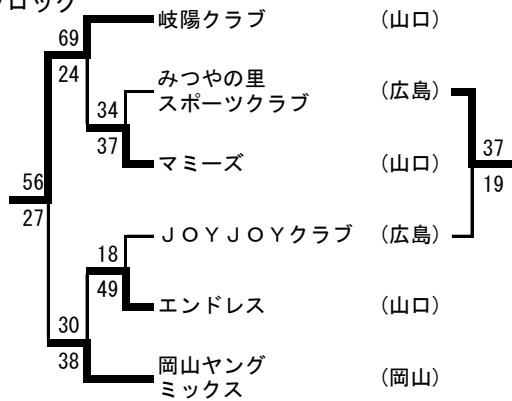 ブロック
69 岐陽クラブ (山口)
24
みつやの里
34 スポーツクラブ (広島)
37 マミーズ (山口)
37
19
56
27
18 ＪＯＹＪＯＹクラブ (広島)
49 エンドレス (山口)
30
38 岡山ヤング
ミックス (岡山)